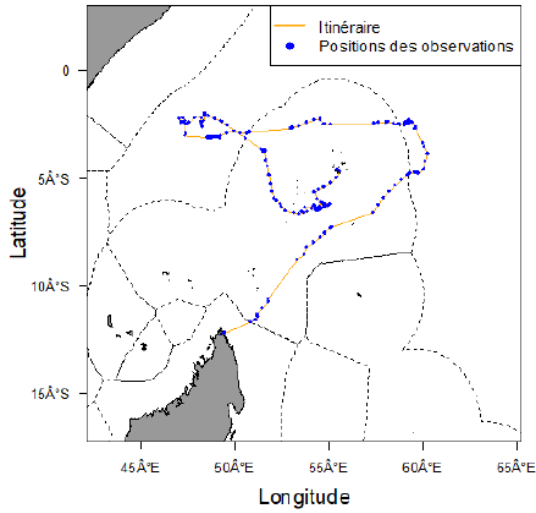 Itinéraire
Positions des observations
0
5Â°S
10Â°S
15Â°S
Latitude
45Â°E
50Â°E
55Â°E
60Â°E
65Â°E
Longitude